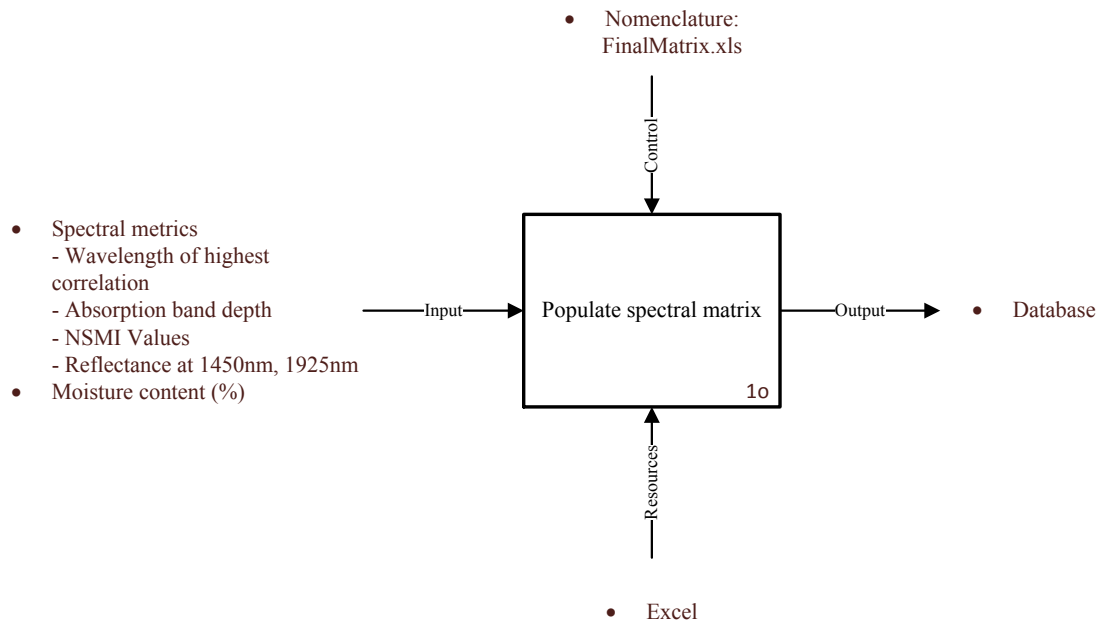 • Nomenclature:
FinalMatrix.xls
Control
• Spectral metrics
- Wavelength of highest
correlation
- Absorption band depth
- NSMI Values
- Reflectance at 1450nm, 1925nm
• Moisture content (%)
Input
Populate spectral matrix
1o
Output
• Database
Resources
• Excel